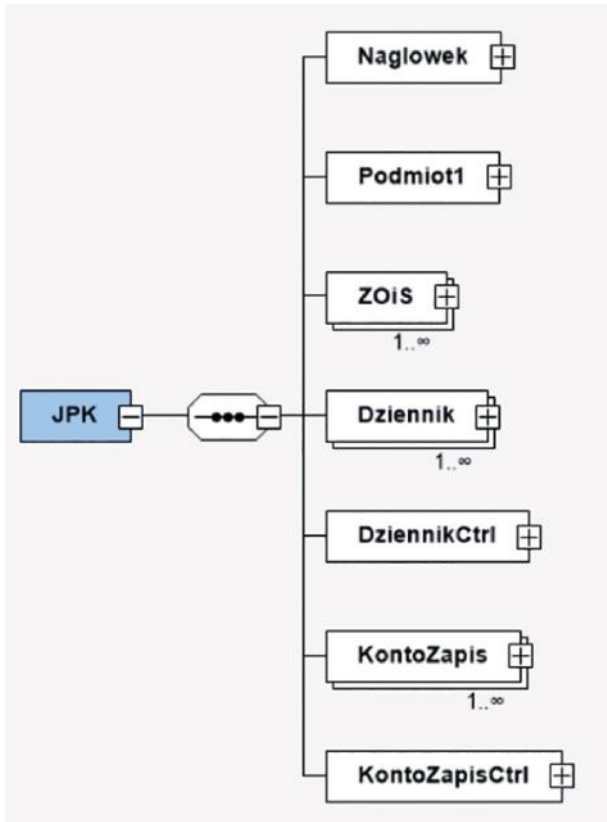 Naglowek
Podmiot1
ZOiS
1..∞
JPK
Dziennik
1..∞
DziennikCtrl
KontoZapis
1..∞
KontoZapisCtrl